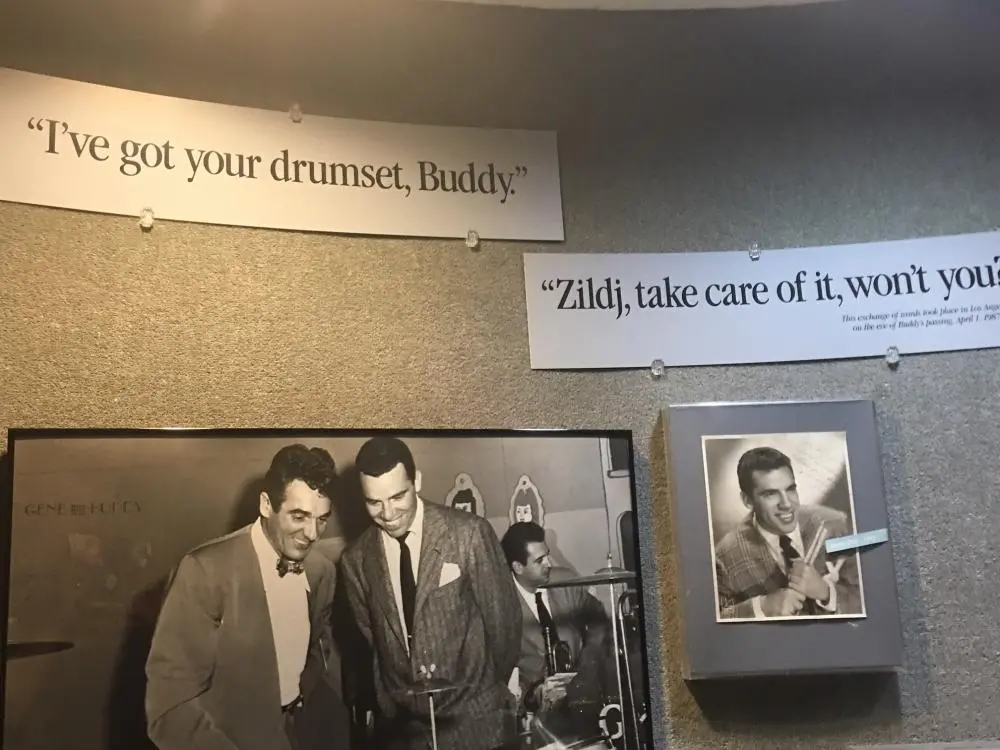 “I’ve got your drumset, Buddy.”
“Zildj, take care of it, won’t you?
This exchange of words took place in Los
on the eve of Buddy's passing, April 1, 1987
GENE BUDDY